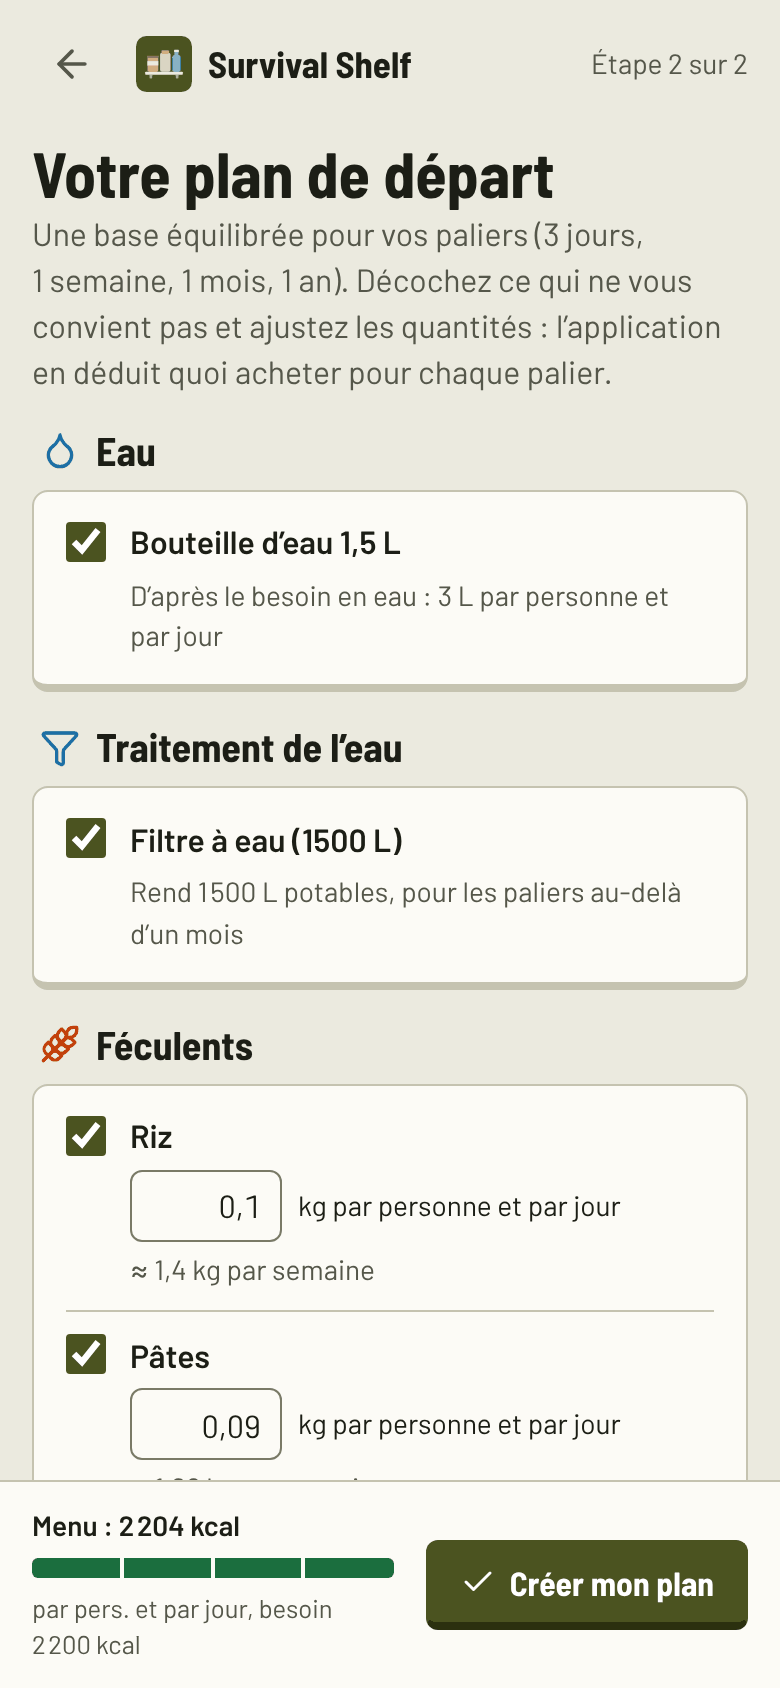 Survival Shelf
Étape 2 sur 2
Votre plan de départ
Une base équilibrée pour vos paliers (3 jours,
1 semaine, 1 mois, 1 an). Décochez ce qui ne vous
convient pas et ajustez les quantités : l’application
en déduit quoi acheter pour chaque palier.
Eau
Bouteille d’eau 1,5 L
D’après le besoin en eau : 3 L par personne et
par jour
Traitement de l’eau
Filtre à eau (1500 L)
Rend 1500 L potables, pour les paliers au-delà
d’un mois
Féculents
Riz
0,1 kg par personne et par jour
≈ 1,4 kg par semaine
Pâtes
0,09 kg par personne et par jour
Menu : 2 204 kcal
par pers. et par jour, besoin
2 200 kcal
Créer mon plan